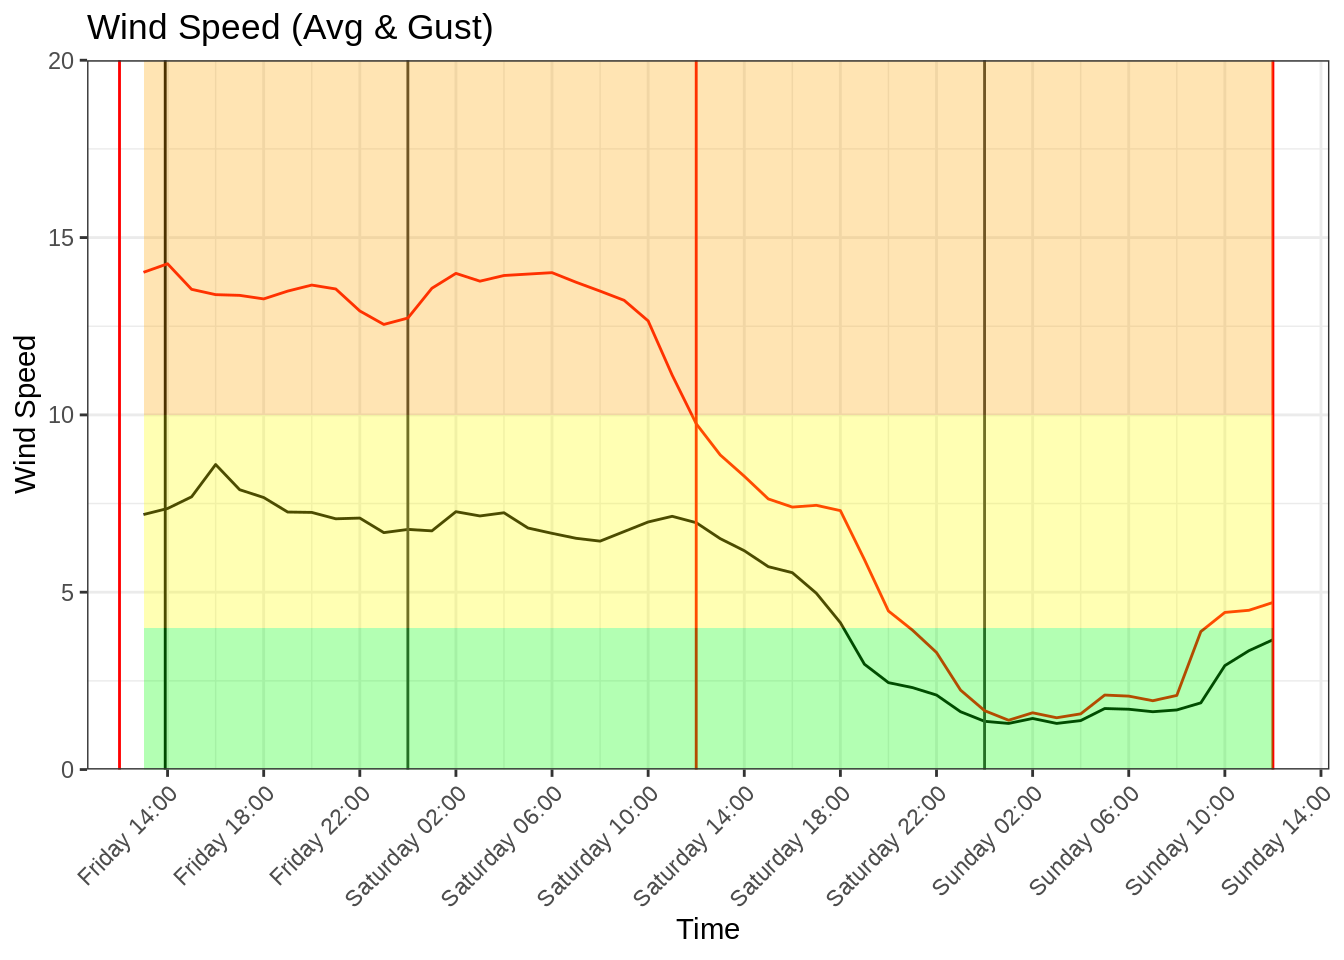 Wind Speed (Avg & Gust)
20
15
10
5
0
Wind Speed
Friday 14:00
Friday 18:00
Friday 22:00
Saturday 02:00
Saturday 06:00
Saturday 10:00
Saturday 14:00
Saturday 18:00
Saturday 22:00
Sunday 02:00
Sunday 06:00
Sunday 10:00
Sunday 14:00
Time